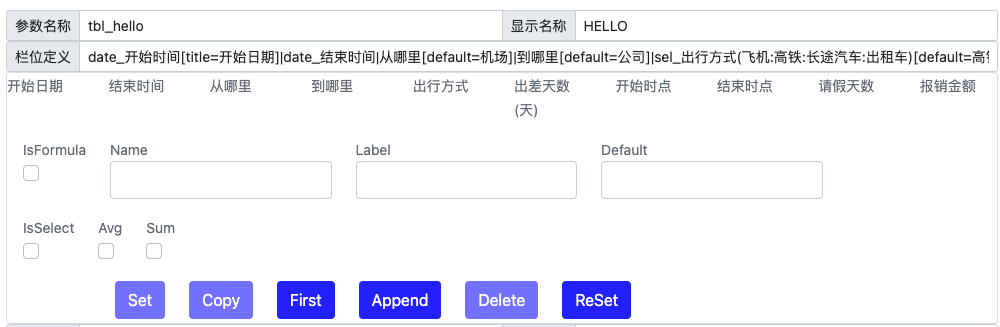 参数名称 tbl_hello 显示名称 HELLO
栏位定义 date_开始时间[title=开始日期]|date_结束时间|从哪里[default=机场]|到哪里[default=公司]|sel_出行方式(飞机:高铁:长途汽车:出租车)[default=高铁
开始日期 结束时间 从哪里 到哪里 出行方式 出差天数 开始时点 结束时点 请假天数 报销金额
(天)
IsFormula Name Label Default
IsSelect Avg Sum
Set Copy First Append Delete ReSet